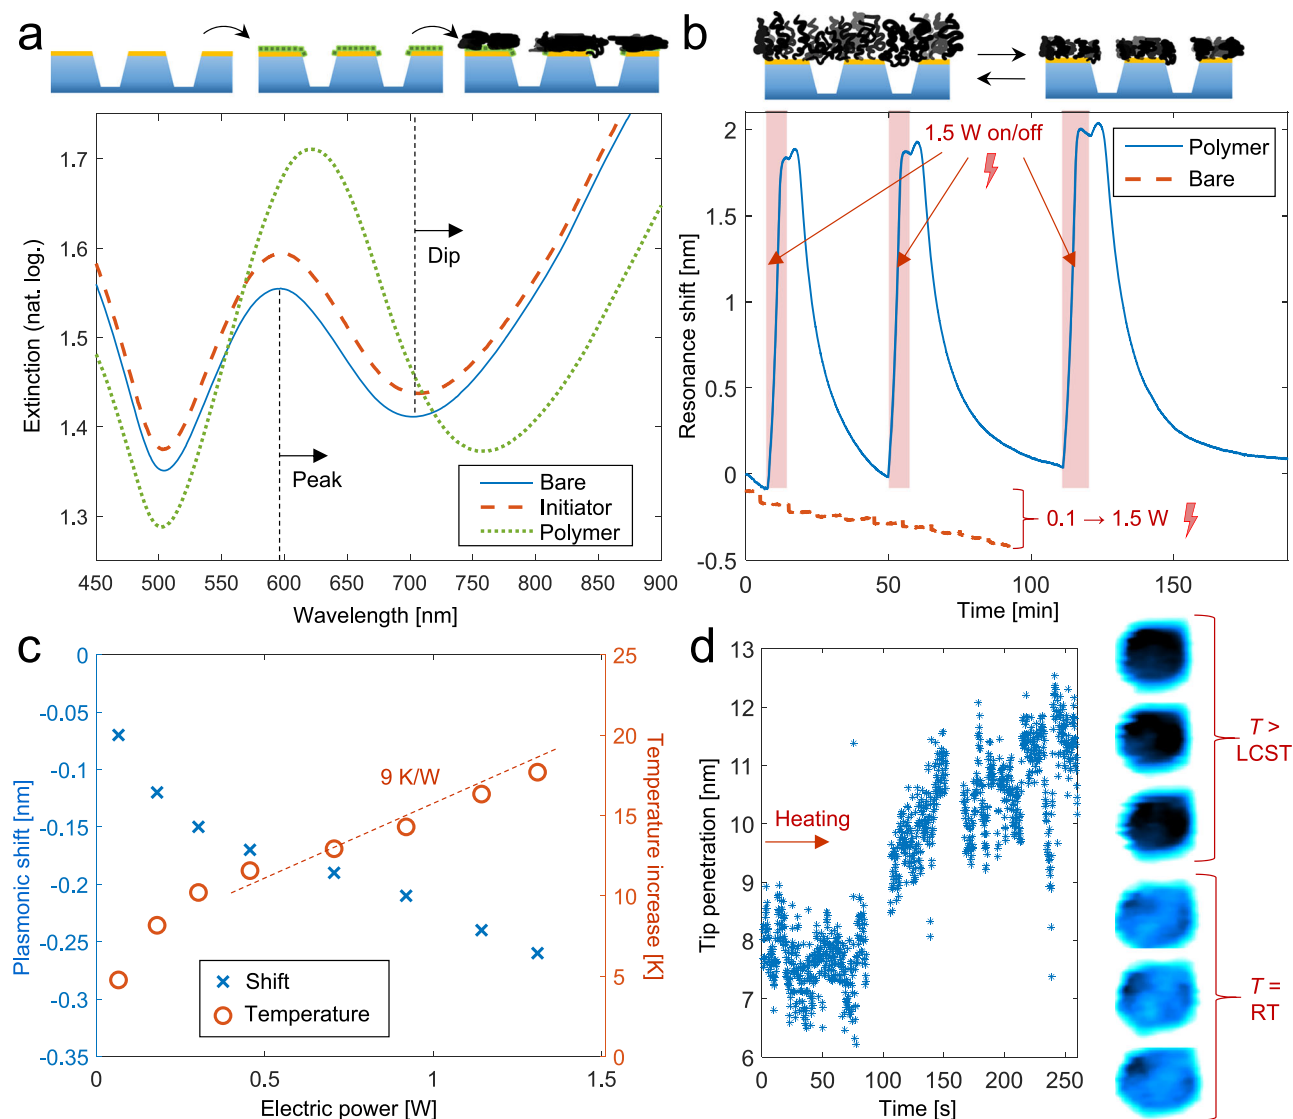 a
1.7
1.6
1.5
1.4
1.3
Extinction (nat. log.)
Dip
Peak
Bare
Initiator
Polymer
450 500 550 600 650 700 750 800 850 900
Wavelength [nm]
b
2
1.5
1
0.5
0
-0.5
Resonance shift [nm]
1.5 W on/off
Polymer
Bare
0.1 → 1.5 W
0 50 100 150
Time [min]
c
0
-0.05
-0.1
-0.15
-0.2
-0.25
-0.3
-0.35
Plasmonic shift [nm]
9 K/W
Shift
Temperature
25
20
15
10
5
0
Temperature increase [K]
0 0.5 1 1.5
Electric power [W]
d
13
12
11
10
9
8
7
6
Tip penetration [nm]
Heating
0 50 100 150 200 250
Time [s]
T >
LCST
T =
RT